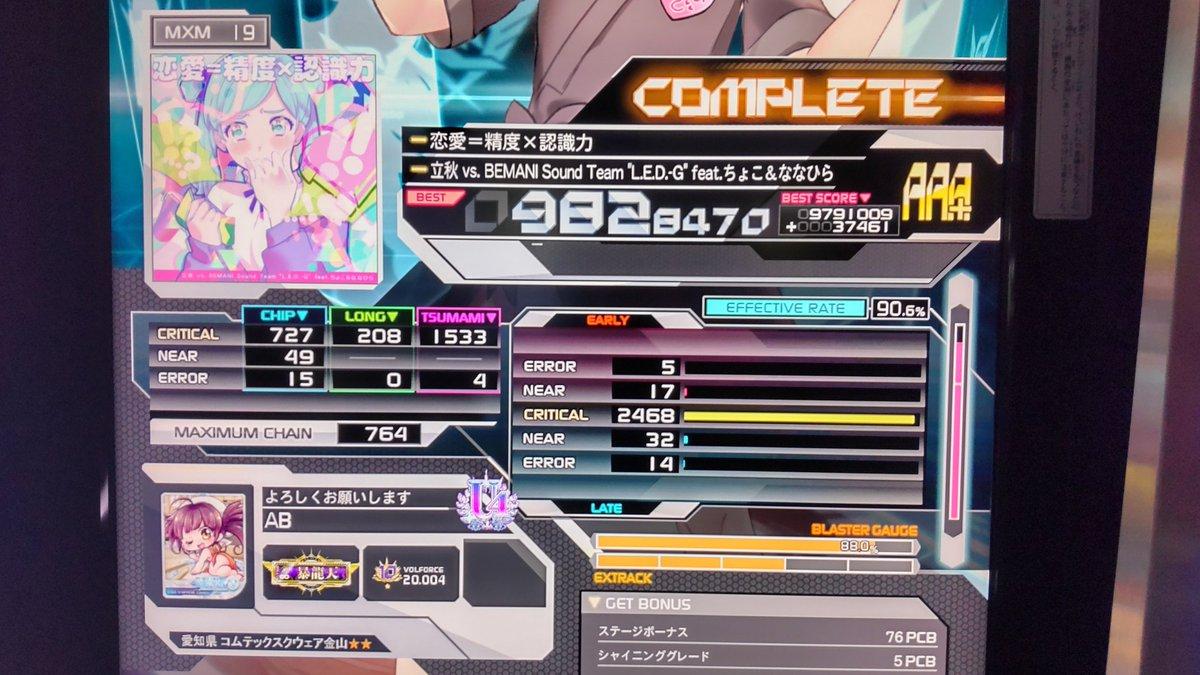 MXM 19
恋愛=精度×認識力
COMPLETE
恋愛=精度×認識力
立秋 vs. BEMANI Sound Team "L.E.D.-G" feat.ちょこ&ななひら
AAA+
BEST
09828470
BEST SCORE▼
09791009
+00037461
EFFECTIVE RATE 90.6%
CHIP▼ LONG▼ TSUMAMI▼
CRITICAL 727 208 1533
NEAR 49
ERROR 15 0 4
MAXIMUM CHAIN 764
EARLY
ERROR 5
NEAR 17
CRITICAL 2468
NEAR 32
ERROR 14
LATE
よろしくお願いします
AB
暴龍天
VOLFORCE
20.004
愛知県 コムテックスクウェア金山★★
BLASTER GAUGE
88.0%
EXTRACK
▼ GET BONUS
ステージボーナス 76PCB
シャイニンググレード 5PCB